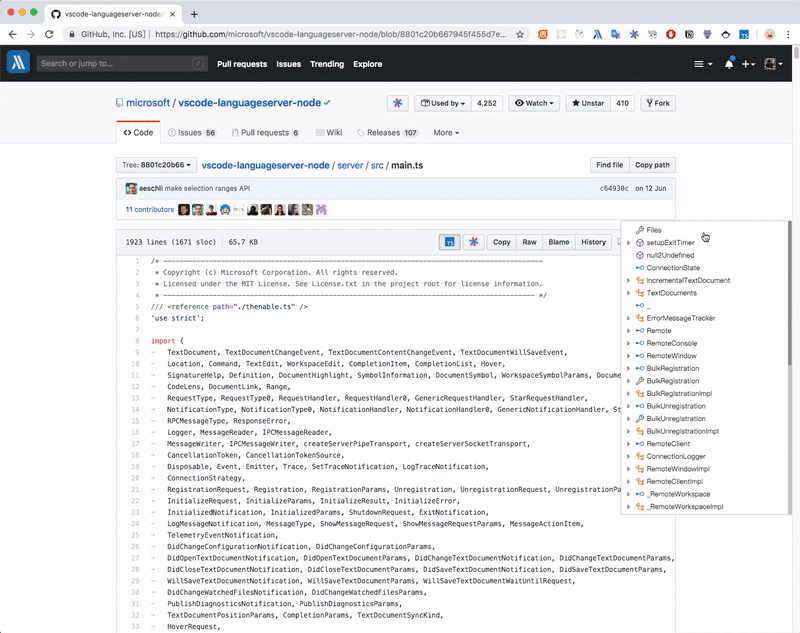 vscode-languageserver-node/
GitHub, Inc. [US] | https://github.com/microsoft/vscode-languageserver-node/blob/8801c20b667945f455d7e...
Search or jump to... /
Pull requests Issues Trending Explore
microsoft / vscode-languageserver-node
Used by 4,252 Watch Unstar 410 Fork
Code Issues 56 Pull requests 6 Wiki Releases 107 More
Tree: 8801c20b66 vscode-languageserver-node / server / src / main.ts Find file Copy path
aeschli make selection ranges API c64930c on 12 Jun
11 contributors
1923 lines (1671 sloc) 65.7 KB TS Copy Raw Blame History
1 /* --------------------------------------------------------------------------------------------
2 * Copyright (c) Microsoft Corporation. All rights reserved.
3 * Licensed under the MIT License. See License.txt in the project root for license information.
4 * ------------------------------------------------------------------------------------------ */
5 /// <reference path="./thenable.ts" />
6 'use strict';
7
8 import {
9 → TextDocument, TextDocumentChangeEvent, TextDocumentContentChangeEvent, TextDocumentWillSaveEvent,
10 → Location, Command, TextEdit, WorkspaceEdit, CompletionItem, CompletionList, Hover,
11 → SignatureHelp, Definition, DocumentHighlight, SymbolInformation, DocumentSymbol, WorkspaceSymbolParams, Docume
12 → CodeLens, DocumentLink, Range,
13 → RequestType, RequestType0, RequestHandler, RequestHandler0, GenericRequestHandler, StarRequestHandler,
14 → NotificationType, NotificationType0, NotificationHandler, NotificationHandler0, GenericNotificationHandler, St
15 → RPCMessageType, ResponseError,
16 → Logger, MessageReader, IPCMessageReader,
17 → MessageWriter, IPCMessageWriter, createServerPipeTransport, createServerSocketTransport,
18 → CancellationToken, CancellationTokenSource,
19 → Disposable, Event, Emitter, Trace, SetTraceNotification, LogTraceNotification,
20 → ConnectionStrategy,
21 → RegistrationRequest, Registration, RegistrationParams, Unregistration, UnregistrationRequest, UnregistrationPa
22 → InitializeRequest, InitializeParams, InitializeResult, InitializeError,
23 → InitializedNotification, InitializedParams, ShutdownRequest, ExitNotification,
24 → LogMessageNotification, MessageType, ShowMessageRequest, ShowMessageRequestParams, MessageActionItem,
25 → TelemetryEventNotification,
26 → DidChangeConfigurationNotification, DidChangeConfigurationParams,
27 → DidOpenTextDocumentNotification, DidOpenTextDocumentParams, DidChangeTextDocumentNotification, DidChangeTextDocumentParams,
28 → DidCloseTextDocumentNotification, DidCloseTextDocumentParams, DidSaveTextDocumentNotification, DidSaveTextDocumentParams,
29 → WillSaveTextDocumentNotification, WillSaveTextDocumentParams, WillSaveTextDocumentWaitUntilRequest,
30 → DidChangeWatchedFilesNotification, DidChangeWatchedFilesParams,
31 → PublishDiagnosticsNotification, PublishDiagnosticsParams,
32 → TextDocumentPositionParams, CompletionParams, TextDocumentSyncKind,
33 → HoverRequest,
Files
setupExitTimer
null2Undefined
ConnectionState
IncrementalTextDocument
TextDocuments
_
ErrorMessageTracker
Remote
RemoteConsole
RemoteWindow
BulkRegistration
BulkRegistration
BulkRegistrationImpl
BulkUnregistration
BulkUnregistration
BulkUnregistrationImpl
RemoteClient
ConnectionLogger
RemoteWindowImpl
RemoteClientImpl
_RemoteWorkspace
_RemoteWorkspaceImpl